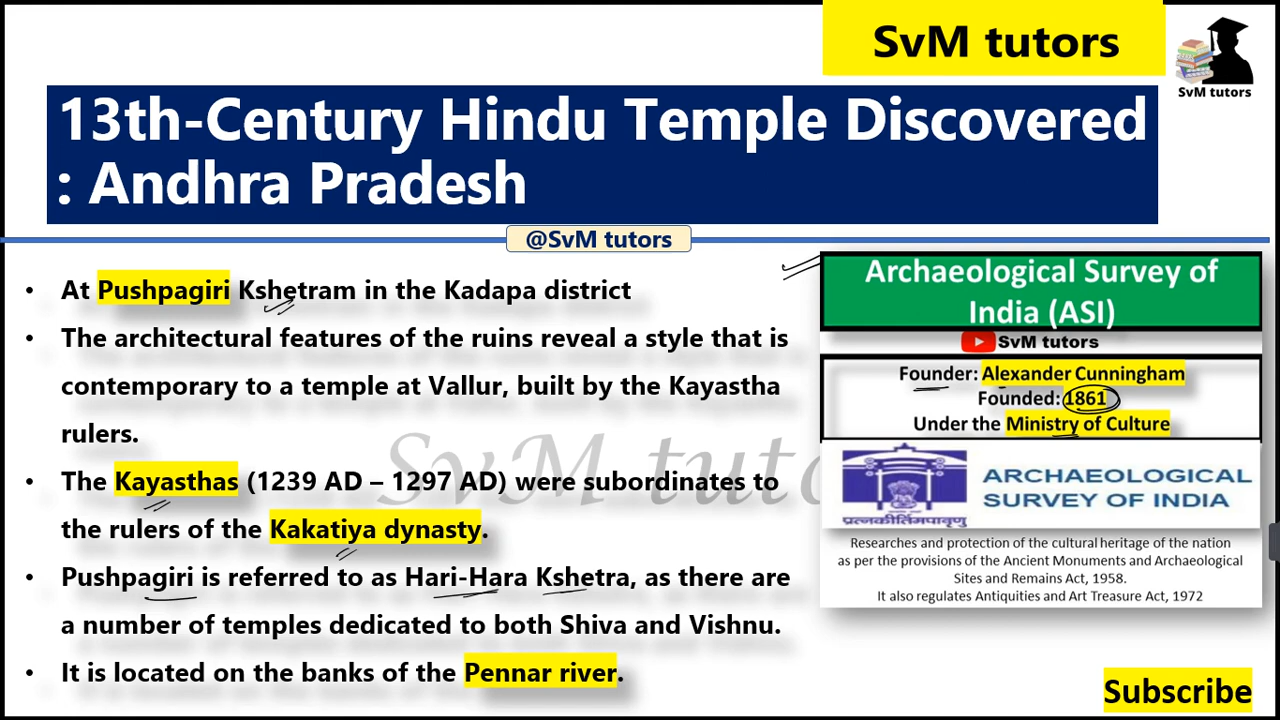 SvM tutors
SvM tutors
13th-Century Hindu Temple Discovered
: Andhra Pradesh
@SvM tutors
• At Pushpagiri Kshetram in the Kadapa district
• The architectural features of the ruins reveal a style that is
contemporary to a temple at Vallur, built by the Kayastha
rulers.
• The Kayasthas (1239 AD – 1297 AD) were subordinates to
the rulers of the Kakatiya dynasty.
• Pushpagiri is referred to as Hari-Hara Kshetra, as there are
a number of temples dedicated to both Shiva and Vishnu.
• It is located on the banks of the Pennar river.
SvM tuto
Archaeological Survey of
India (ASI)
SvM tutors
Founder: Alexander Cunningham
Founded: 1861
Under the Ministry of Culture
ARCHAEOLOGICAL
SURVEY OF INDIA
प्रत्नकीर्तिमपावृणु
Researches and protection of the cultural heritage of the nation
as per the provisions of the Ancient Monuments and Archaeological
Sites and Remains Act, 1958.
It also regulates Antiquities and Art Treasure Act, 1972
Subscribe